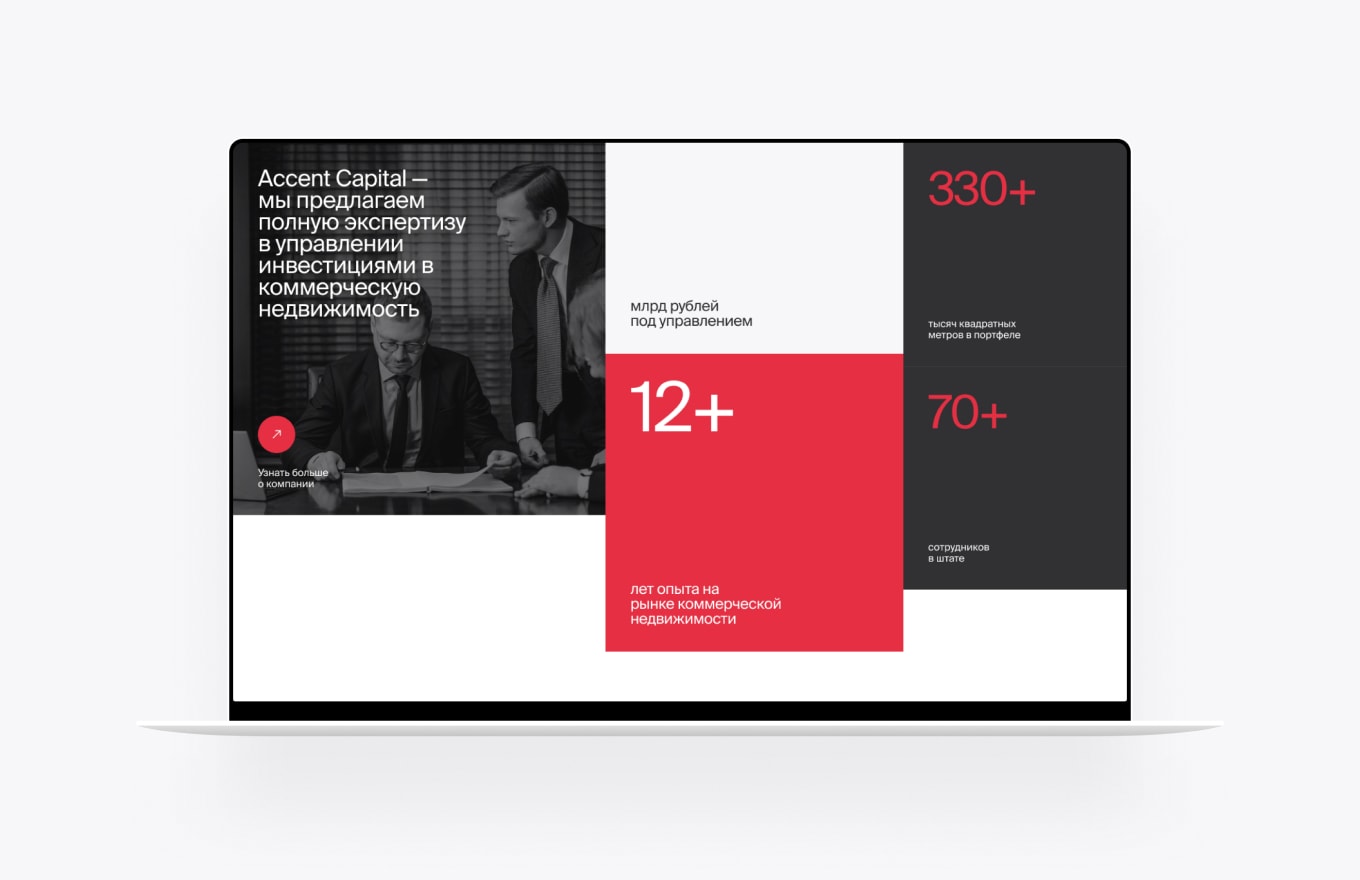 Accent Capital —
мы предлагаем
полную экспертизу
в управлении
инвестициями в
коммерческую
недвижимость
Узнать больше
о компании
млрд рублей
под управлением
12+
лет опыта на
рынке коммерческой
недвижимости
330+
тысяч квадратных
метров в портфеле
70+
сотрудников
в штате